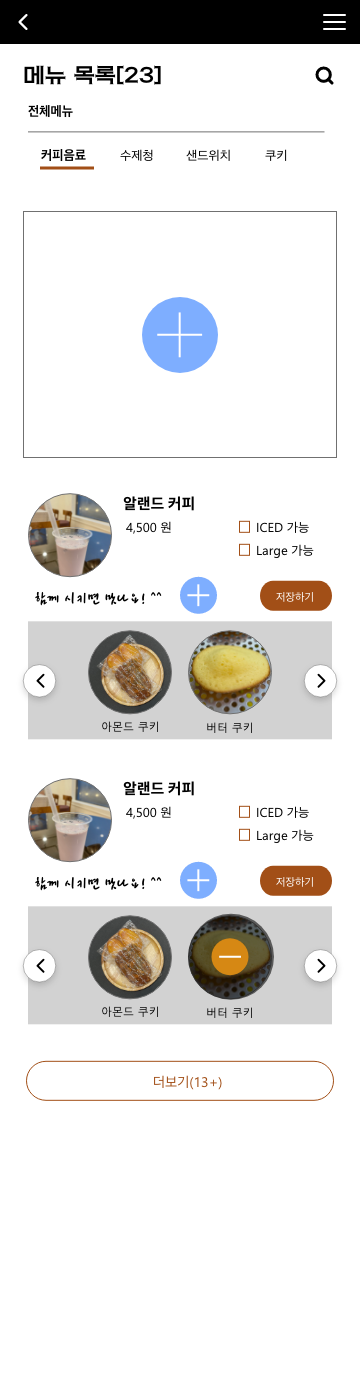 메뉴 목록[23]
전체메뉴
커피음료 수제청 샌드위치 쿠키
알랜드 커피
4,500 원
ICED 가능
Large 가능
함께 시키면 맛나요! ^^
저장하기
아몬드 쿠키 버터 쿠키
알랜드 커피
4,500 원
ICED 가능
Large 가능
함께 시키면 맛나요! ^^
저장하기
아몬드 쿠키 버터 쿠키
더보기(13+)